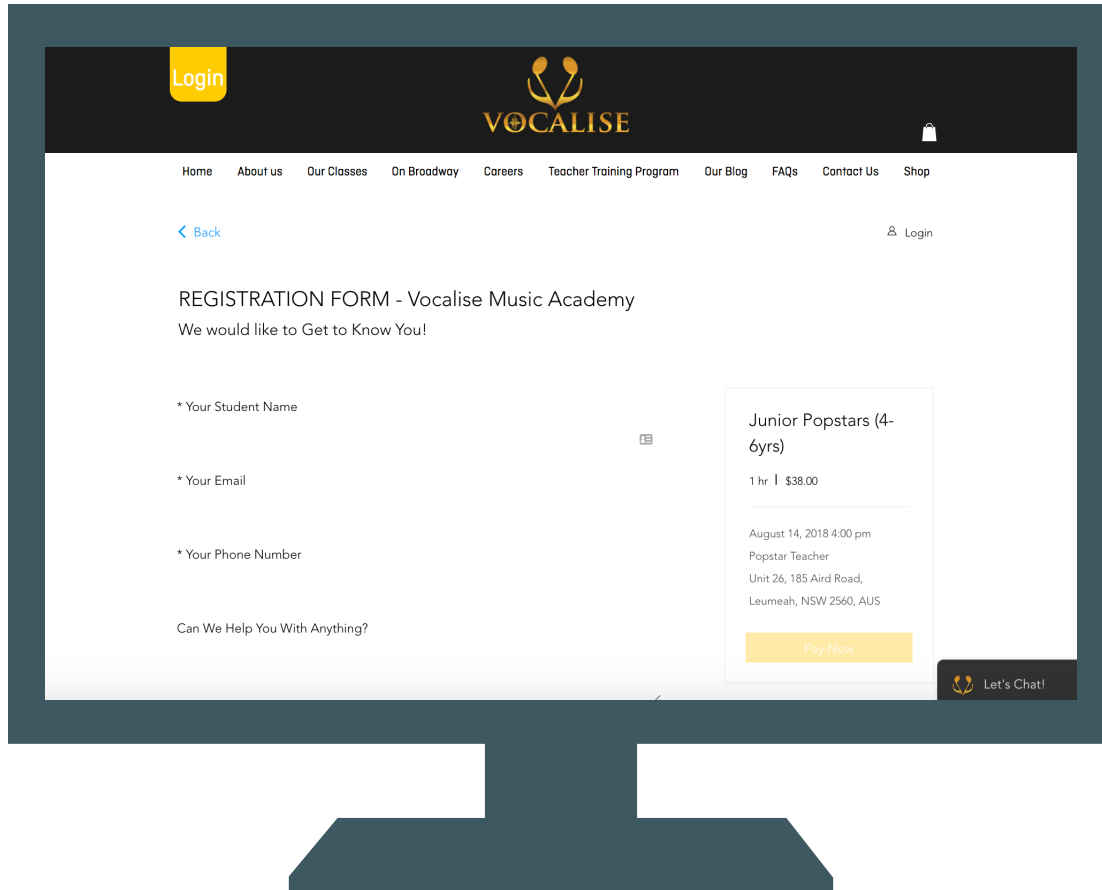 Login
VOCALISE
Home About us Our Classes On Broadway Careers Teacher Training Program Our Blog FAQs Contact Us Shop
Back
Login
REGISTRATION FORM - Vocalise Music Academy
We would like to Get to Know You!
* Your Student Name
* Your Email
* Your Phone Number
Can We Help You With Anything?
Junior Popstars (4-
6yrs)
1 hr | $38.00
August 14, 2018 4:00 pm
Popstar Teacher
Unit 26, 185 Aird Road,
Leumeah, NSW 2560, AUS
Pay Now
Let's Chat!